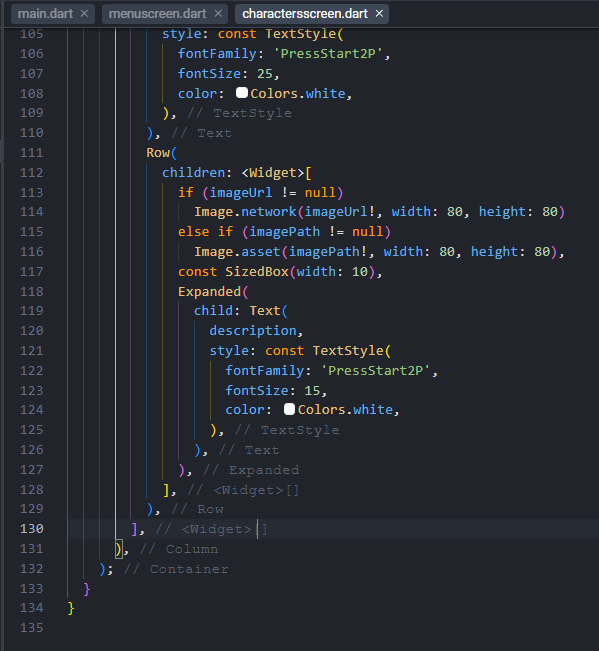 main.dart × menuscreen.dart × charactersscreen.dart ×
105 style: const TextStyle(
106 fontFamily: 'PressStart2P',
107 fontSize: 25,
108 color: Colors.white,
109 ), // TextStyle
110 ), // Text
111 Row(
112 children: <Widget>[
113 if (imageUrl != null)
114 Image.network(imageUrl!, width: 80, height: 80)
115 else if (imagePath != null)
116 Image.asset(imagePath!, width: 80, height: 80),
117 const SizedBox(width: 10),
118 Expanded(
119 child: Text(
120 description,
121 style: const TextStyle(
122 fontFamily: 'PressStart2P',
123 fontSize: 15,
124 color: Colors.white,
125 ), // TextStyle
126 ), // Text
127 ), // Expanded
128 ], // <Widget>[]
129 ), // Row
130 ], // <Widget>[]
131 ), // Column
132 ); // Container
133 }
134 }
135